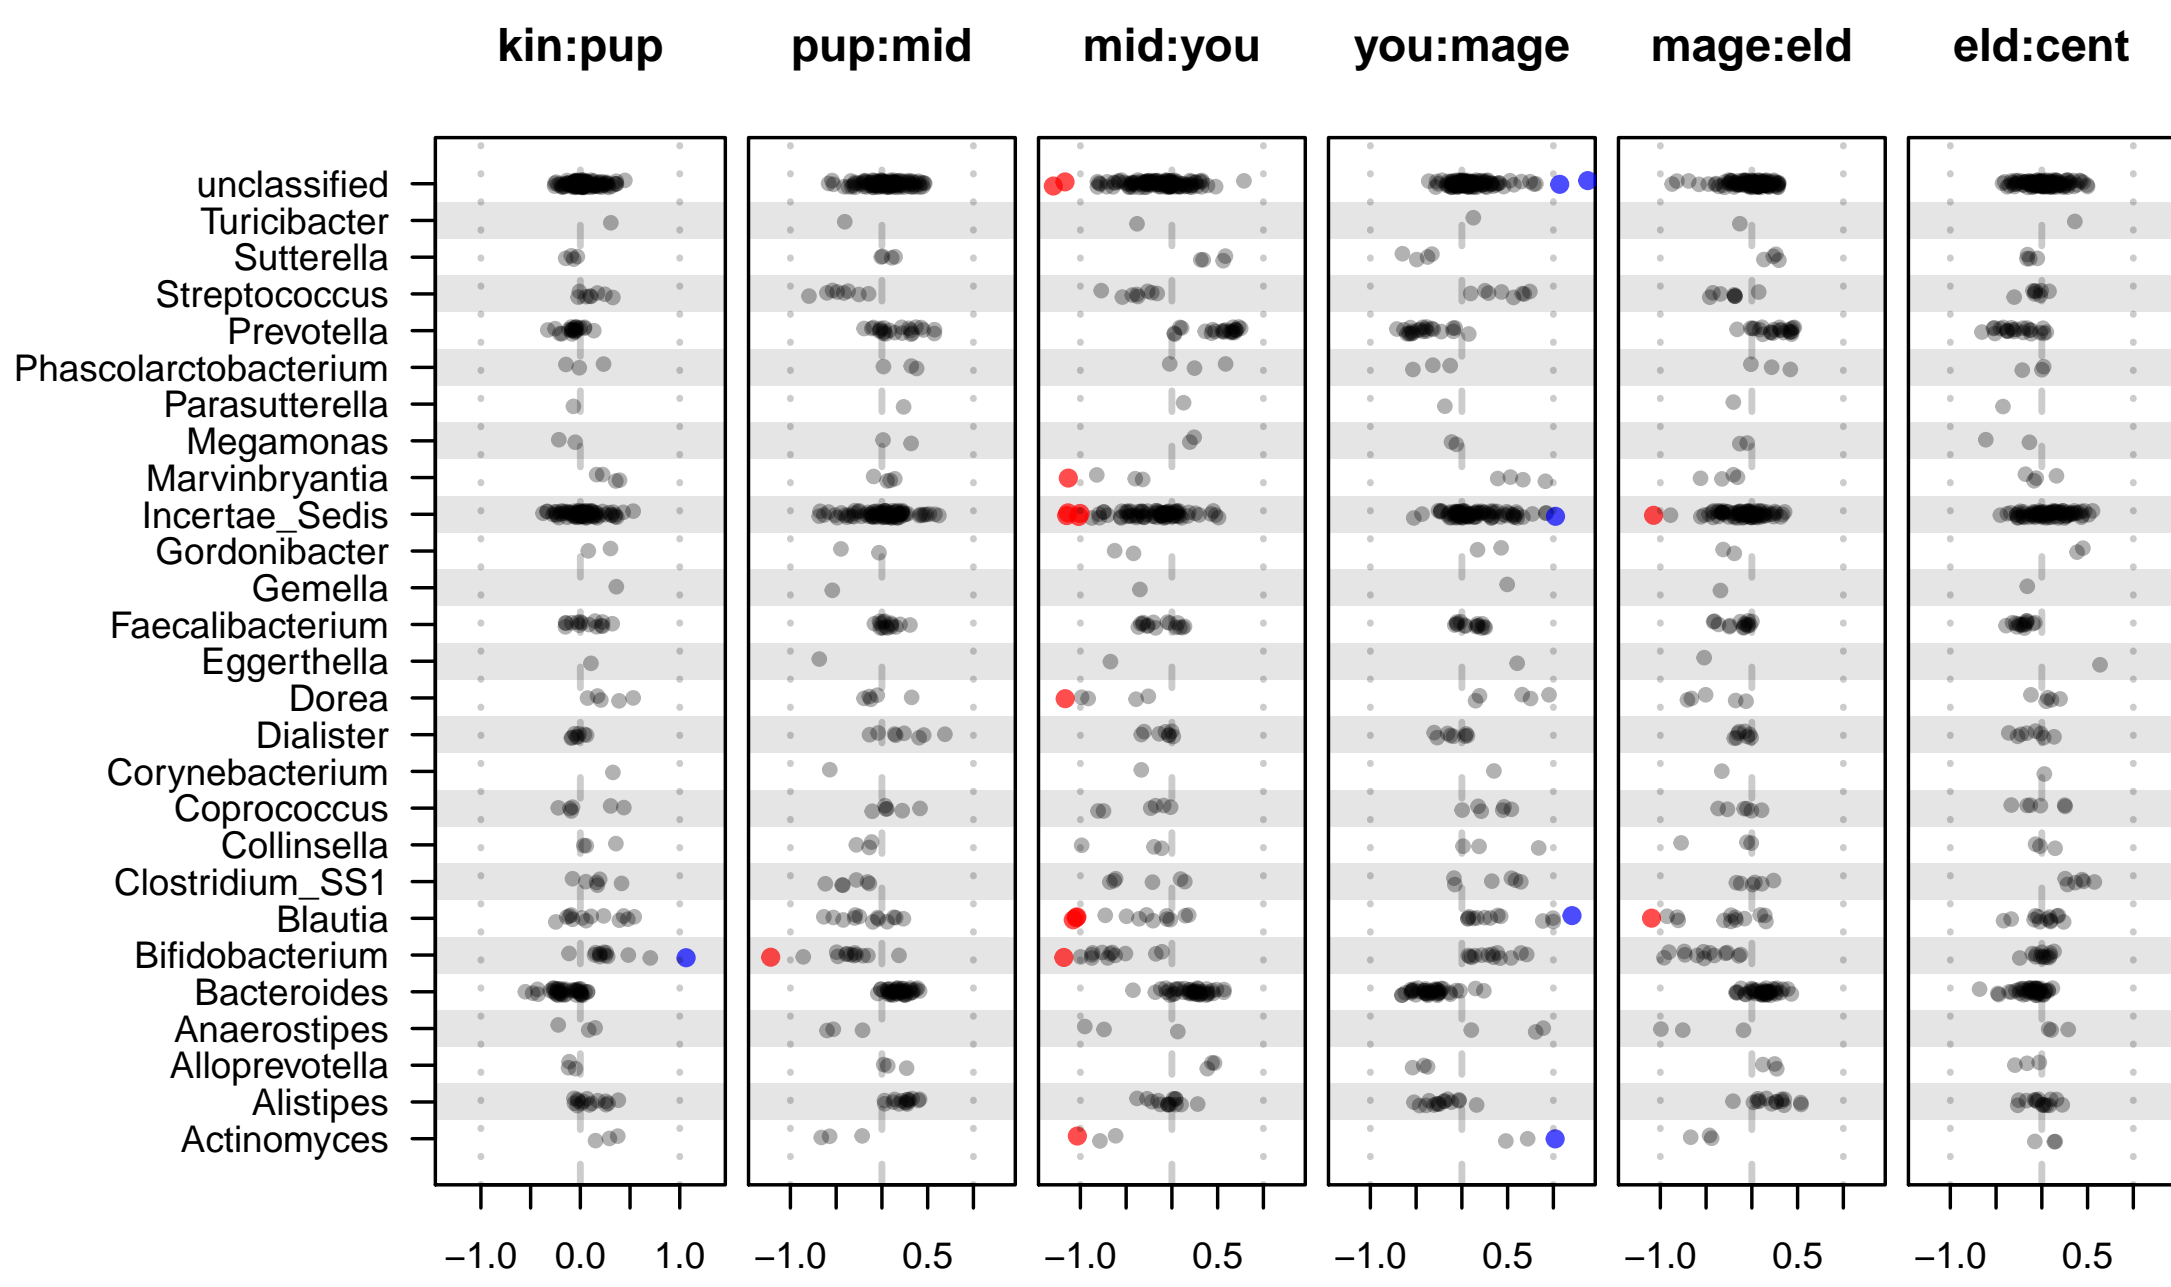 kin:pup pup:mid mid:you you:mage mage:eld eld:cent
unclassified
Turicibacter
Sutterella
Streptococcus
Prevotella
Phascolarctobacterium
Parasutterella
Megamonas
Marvinbryantia
Incertae_Sedis
Gordonibacter
Gemella
Faecalibacterium
Eggerthella
Dorea
Dialister
Corynebacterium
Coprococcus
Collinsella
Clostridium_SS1
Blautia
Bifidobacterium
Bacteroides
Anaerostipes
Alloprevotella
Alistipes
Actinomyces
−1.0 0.0 1.0 −1.0 0.5 −1.0 0.5 −1.0 0.5 −1.0 0.5 −1.0 0.5